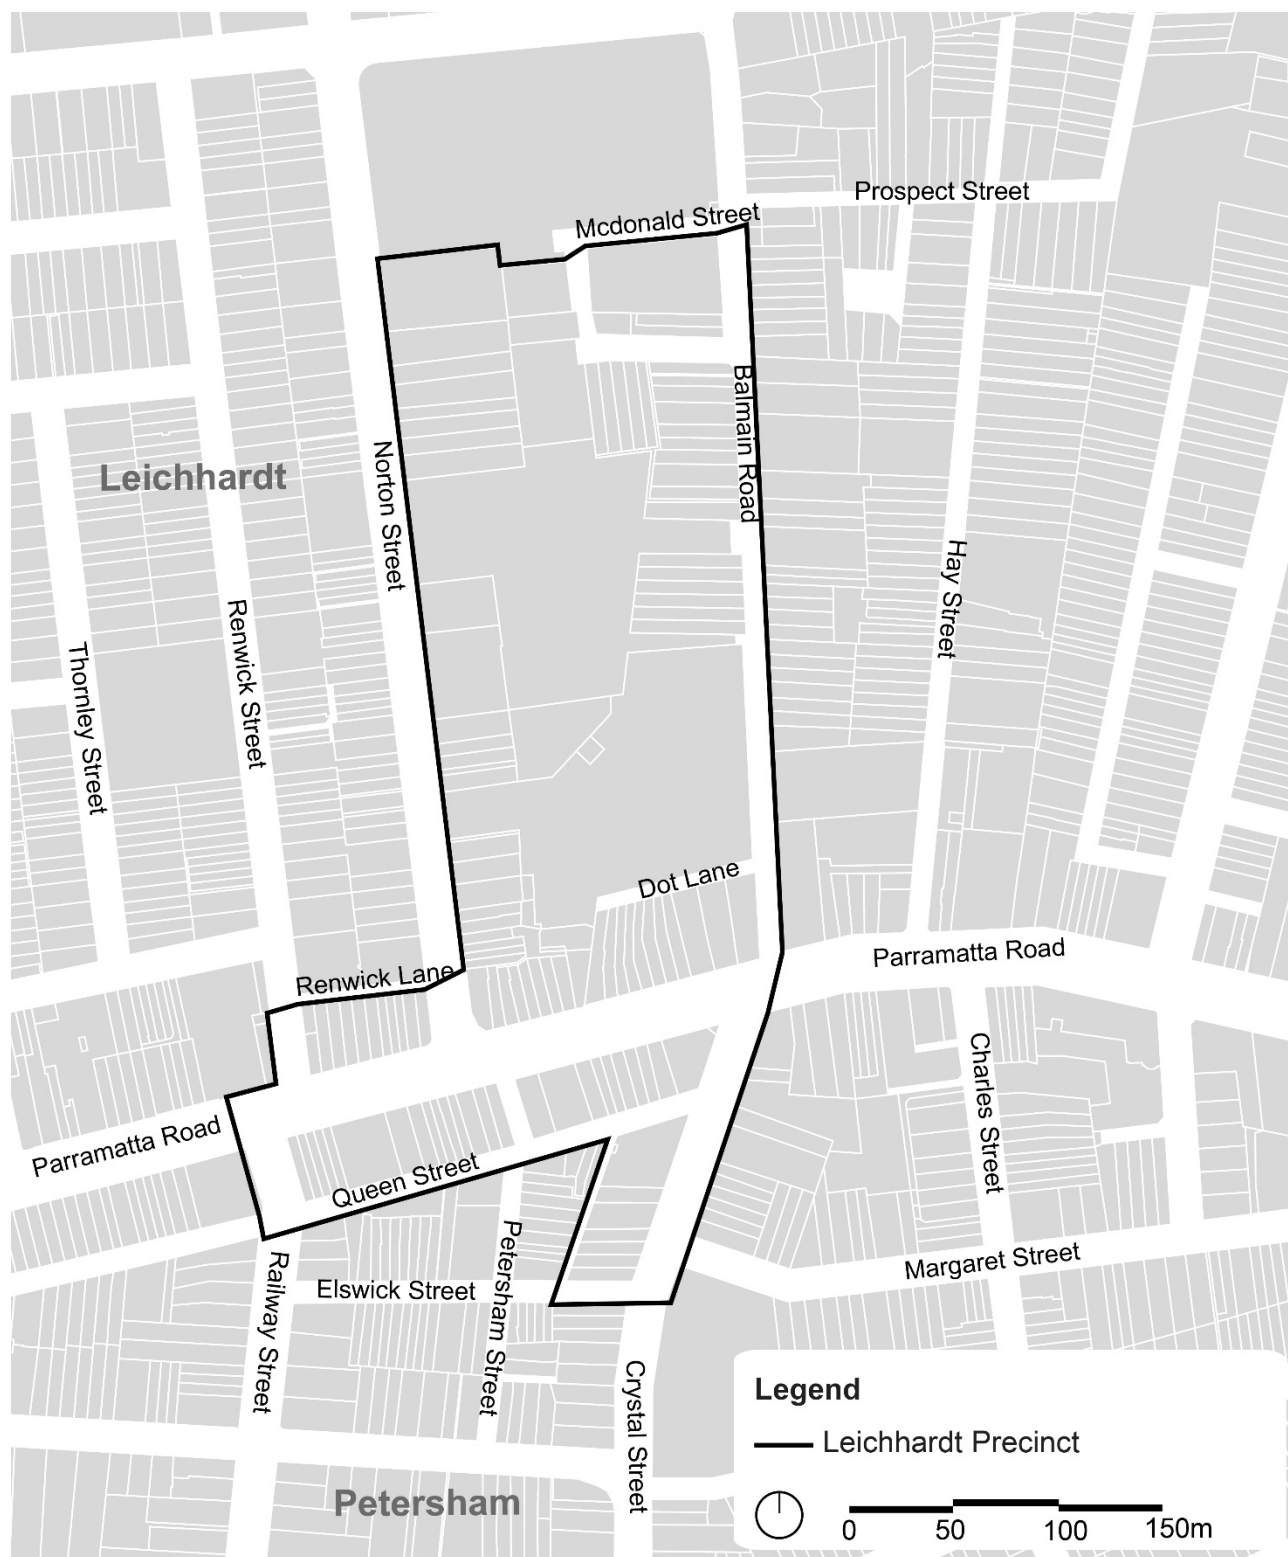 Prospect Street
Mcdonald Street
Balmain Road
Leichhardt
Norton Street
Hay Street
Renwick Street
Thornley Street
Dot Lane
Parramatta Road
Renwick Lane
Charles Street
Parramatta Road
Queen Street
Petersham Street
Margaret Street
Railway Street
Elswick Street
Crystal Street
Petersham
Legend
Leichhardt Precinct
0 50 100 150m